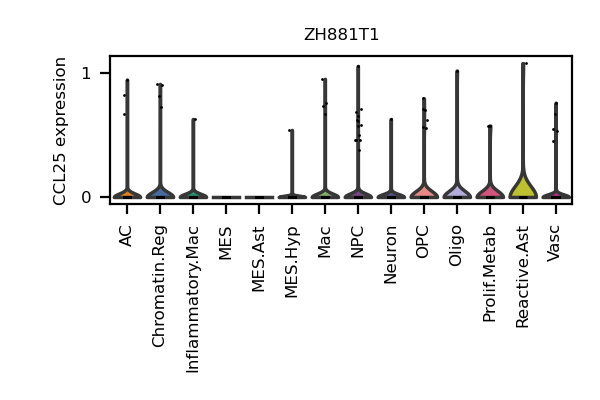 ZH881T1
CCL25 expression
1
0
AC
Chromatin.Reg
Inflammatory.Mac
MES
MES.Ast
MES.Hyp
Mac
NPC
Neuron
OPC
Oligo
Prolif.Metab
Reactive.Ast
Vasc